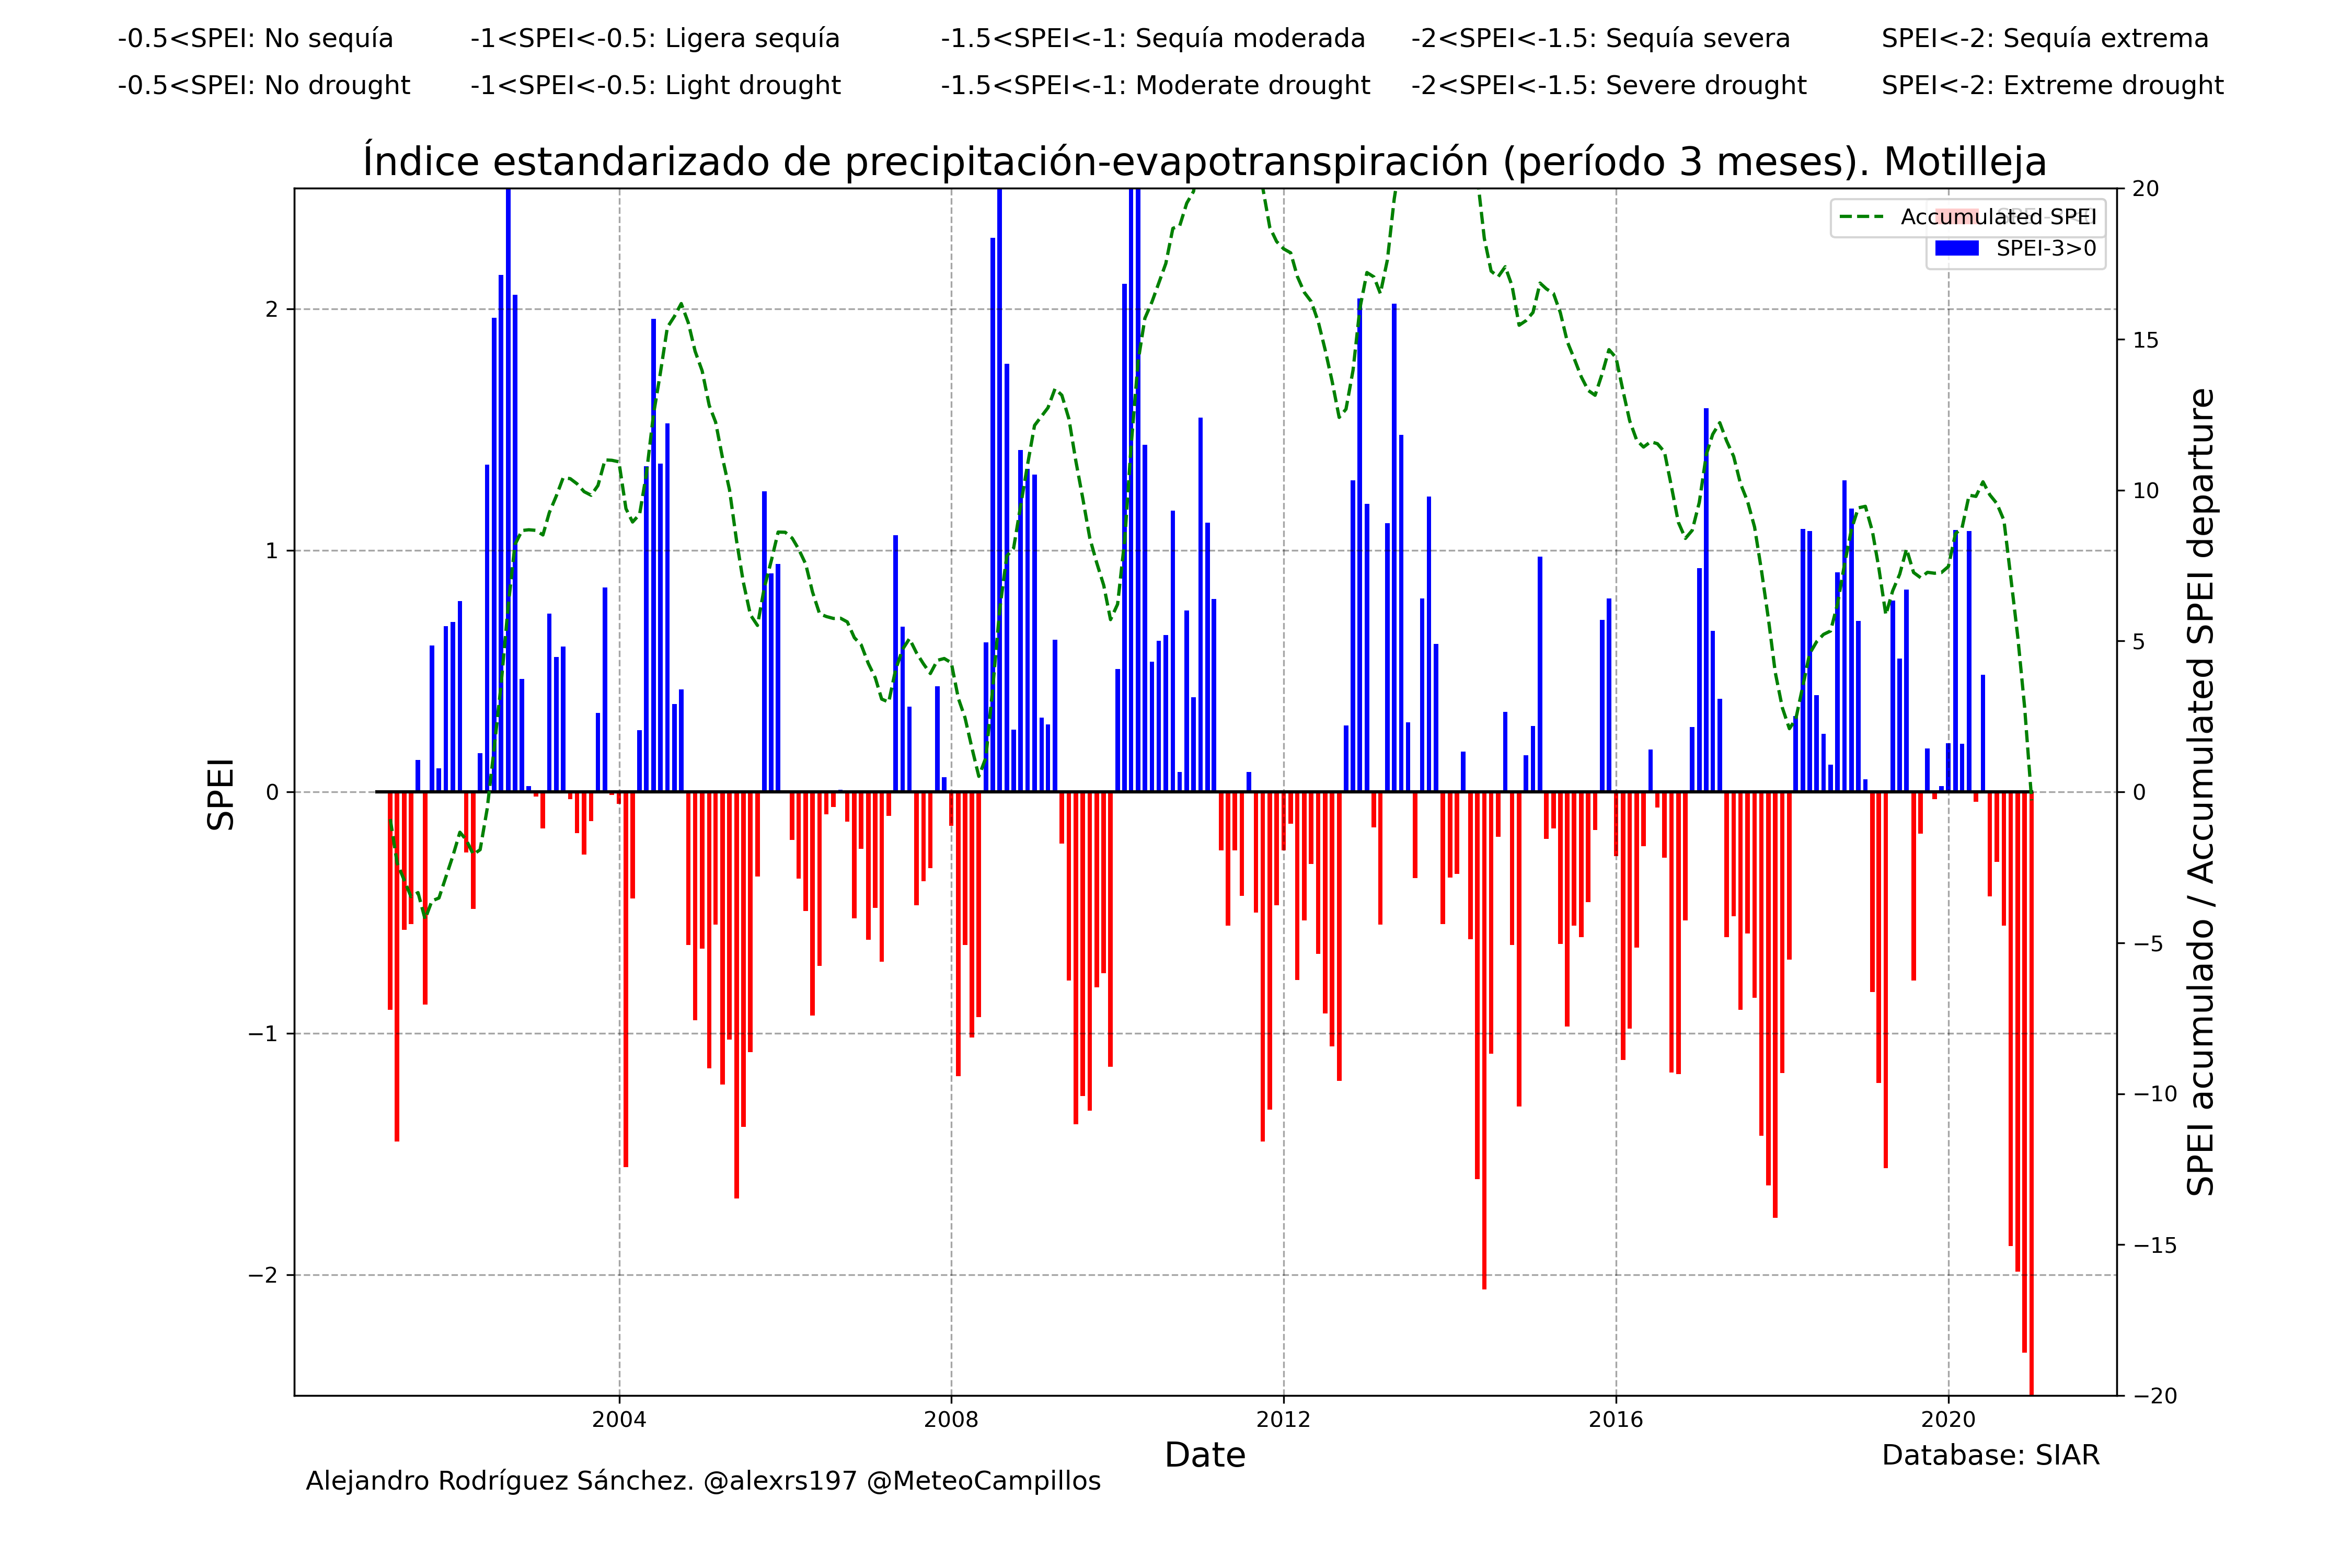 -0.5<SPEI: No sequía -1<SPEI<-0.5: Ligera sequía -1.5<SPEI<-1: Sequía moderada -2<SPEI<-1.5: Sequía severa SPEI<-2: Sequía extrema
-0.5<SPEI: No drought -1<SPEI<-0.5: Light drought -1.5<SPEI<-1: Moderate drought -2<SPEI<-1.5: Severe drought SPEI<-2: Extreme drought
Índice estandarizado de precipitación-evapotranspiración (período 3 meses). Motilleja
Accumulated SPEI
SPEI-3>0
SPEI
2
1
0
−1
−2
20
15
10
5
0
−5
−10
−15
−20
SPEI acumulado / Accumulated SPEI departure
2004 2008 2012 2016 2020
Date
Database: SIAR
Alejandro Rodríguez Sánchez. @alexrs197 @MeteoCampillos